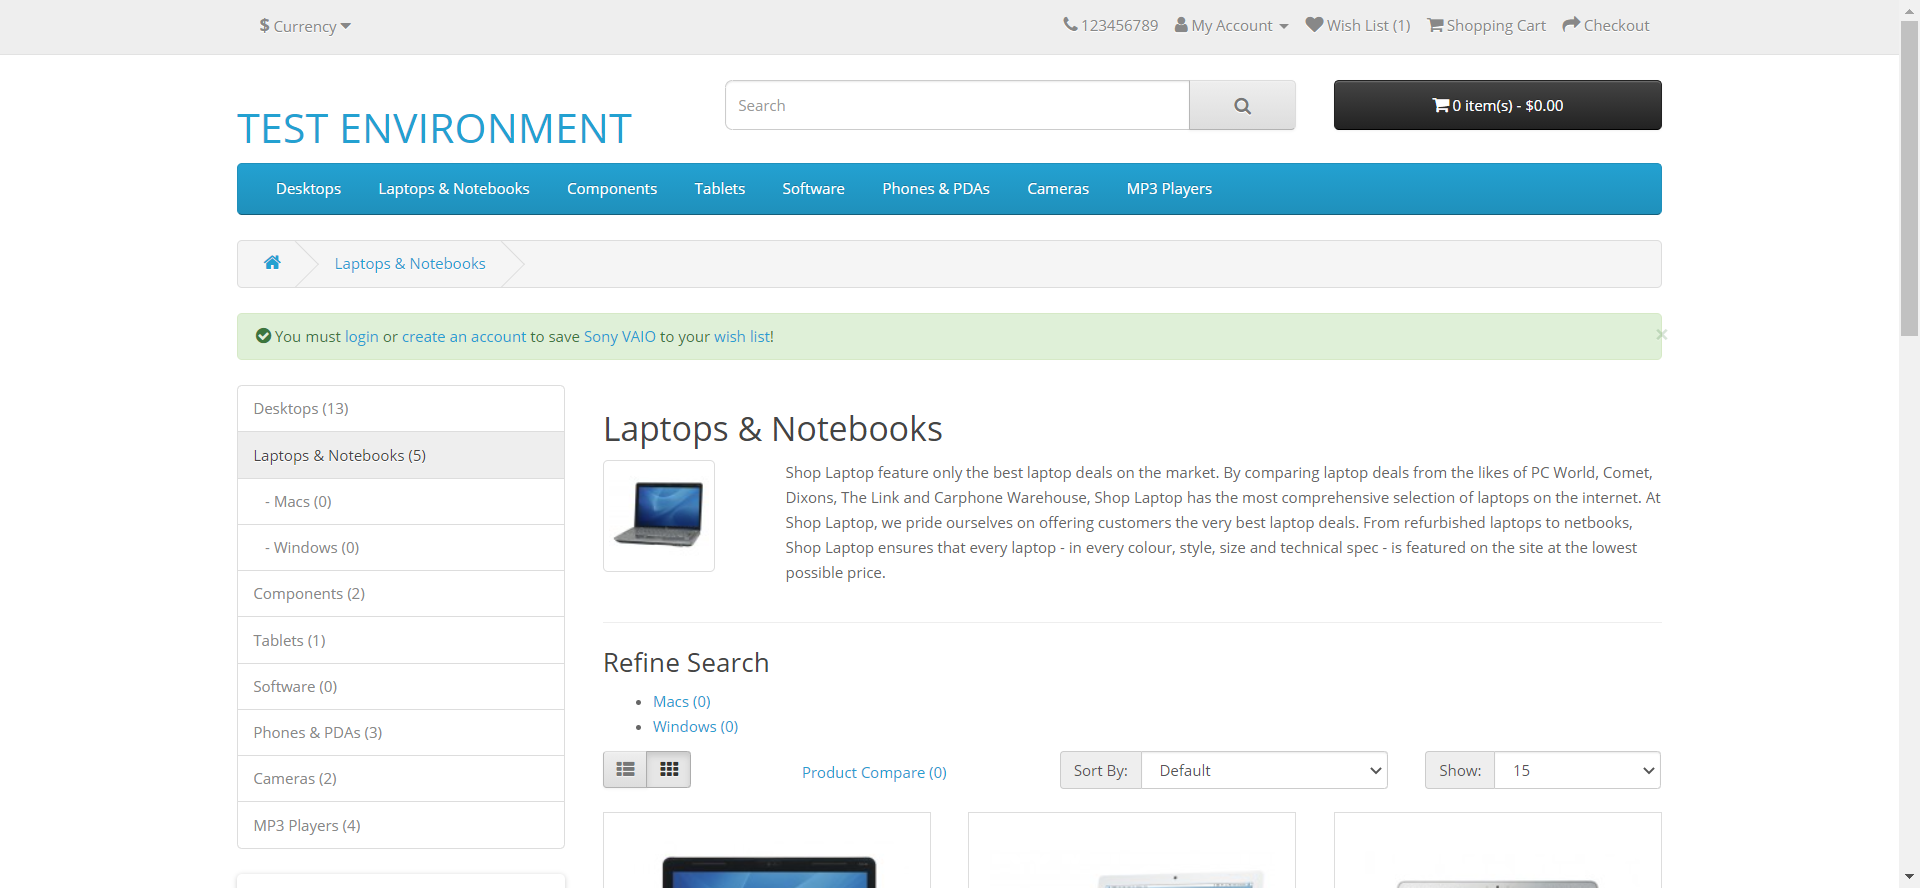 $ Currency
123456789
My Account
Wish List (1)
Shopping Cart
Checkout
TEST ENVIRONMENT
Search
0 item(s) - $0.00
Desktops
Laptops & Notebooks
Components
Tablets
Software
Phones & PDAs
Cameras
MP3 Players
Laptops & Notebooks
You must login or create an account to save Sony VAIO to your wish list!
×
Desktops (13)
Laptops & Notebooks (5)
- Macs (0)
- Windows (0)
Components (2)
Tablets (1)
Software (0)
Phones & PDAs (3)
Cameras (2)
MP3 Players (4)
Laptops & Notebooks
Shop Laptop feature only the best laptop deals on the market. By comparing laptop deals from the likes of PC World, Comet,
Dixons, The Link and Carphone Warehouse, Shop Laptop has the most comprehensive selection of laptops on the internet. At
Shop Laptop, we pride ourselves on offering customers the very best laptop deals. From refurbished laptops to netbooks,
Shop Laptop ensures that every laptop - in every colour, style, size and technical spec - is featured on the site at the lowest
possible price.
Refine Search
Macs (0)
Windows (0)
Product Compare (0)
Sort By:
Default
Show:
15